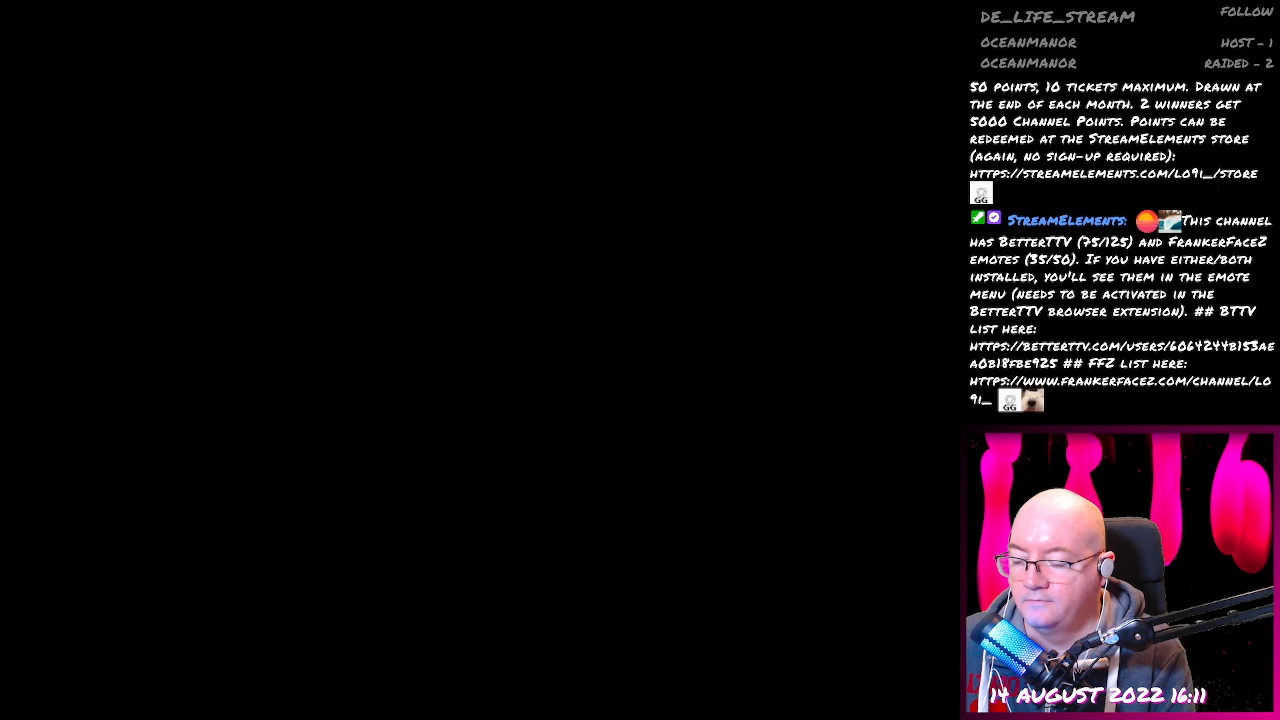 DE_LIFE_STREAM FOLLOW
OCEANMANOR HOST - 1
OCEANMANOR RAIDED - 2
50 POINTS, 10 TICKETS MAXIMUM. DRAWN AT
THE END OF EACH MONTH. 2 WINNERS GET
5000 CHANNEL POINTS. POINTS CAN BE
REDEEMED AT THE STREAMELEMENTS STORE
(AGAIN, NO SIGN-UP REQUIRED):
HTTPS://STREAMELEMENTS.COM/LO9I_/STORE
GG
STREAMELEMENTS: THIS CHANNEL
HAS BETTERTTV (75/125) AND FRANKERFACEZ
EMOTES (35/50). IF YOU HAVE EITHER/BOTH
INSTALLED, YOU'LL SEE THEM IN THE EMOTE
MENU (NEEDS TO BE ACTIVATED IN THE
BETTERTTV BROWSER EXTENSION). ## BTTV
LIST HERE:
HTTPS://BETTERTTV.COM/USERS/6064244B153AE
A0B18FBE925 ## FFZ LIST HERE:
HTTPS://WWW.FRANKERFACEZ.COM/CHANNEL/LO
9I_ GG
14 AUGUST 2022 16:11